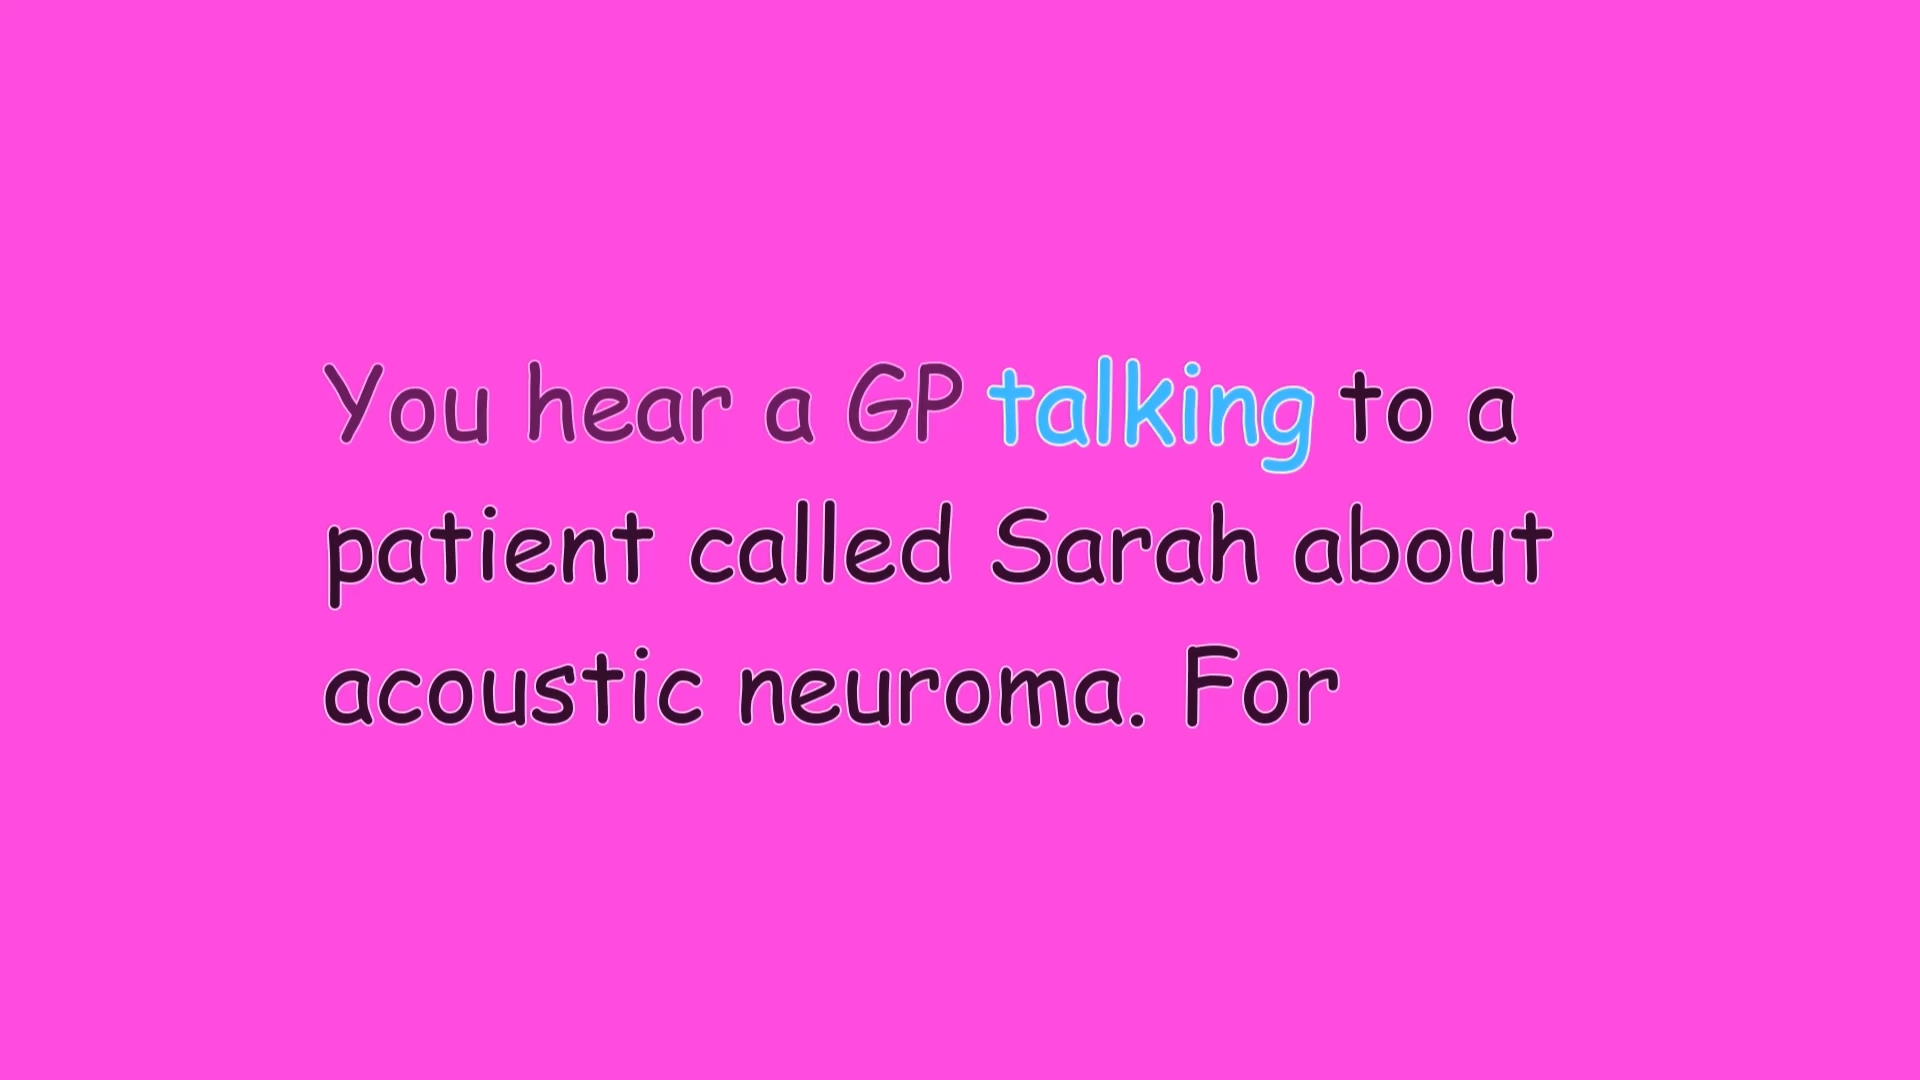 You hear a GP talking to a
patient called Sarah about
acoustic neuroma. For